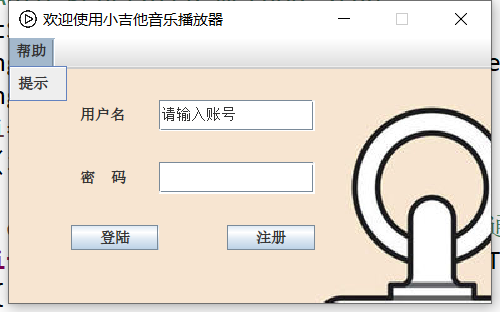 欢迎使用小吉他音乐播放器
帮助
提示
用户名 请输入账号
密 码
登陆 注册